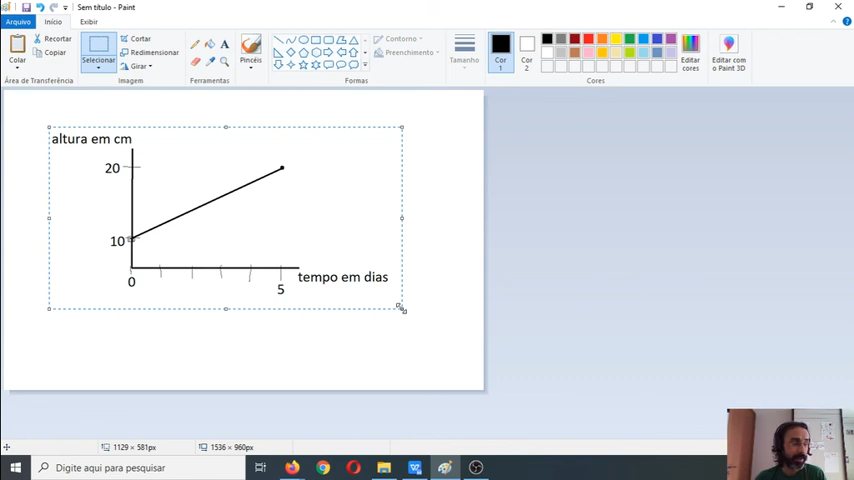 Sem título - Paint
Arquivo Início Exibir
Colar
Recortar
Copiar
Área de Transferência
Selecionar
Cortar
Redimensionar
Girar
Imagem
A
Ferramentas
Pincéis
Contorno
Preenchimento
Formas
Tamanho
Cor
1
Cor
2
Cores
Editar
cores
Editar com
o Paint 3D
altura em cm
20
10
0
5
tempo em dias
1129 × 581px
1536 × 960px
Digite aqui para pesquisar